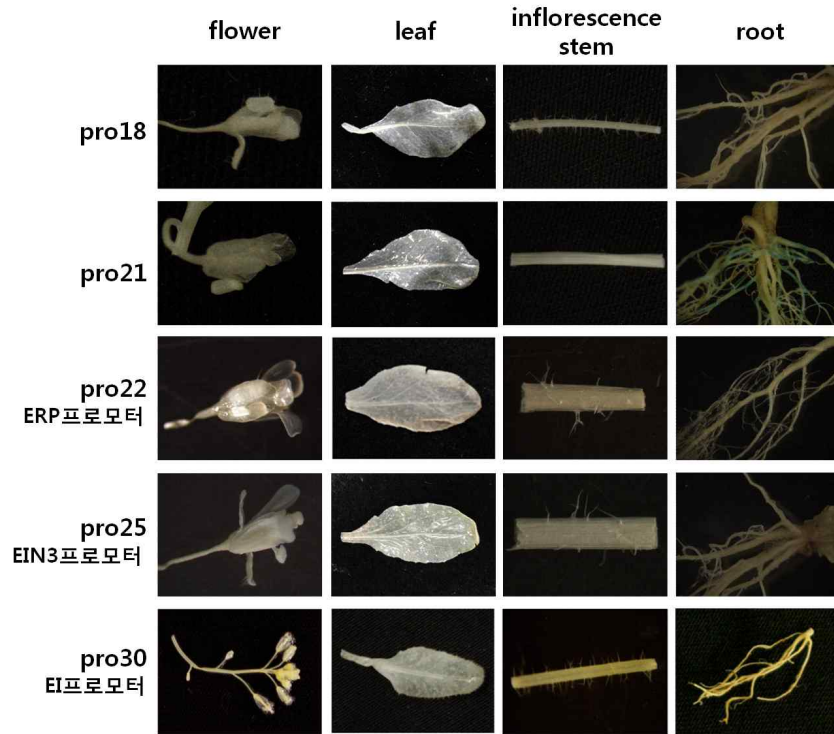 flower
leaf
inflorescence
stem
root
pro18
pro21
pro22
ERP프로모터
pro25
EIN3프로모터
pro30
EI프로모터